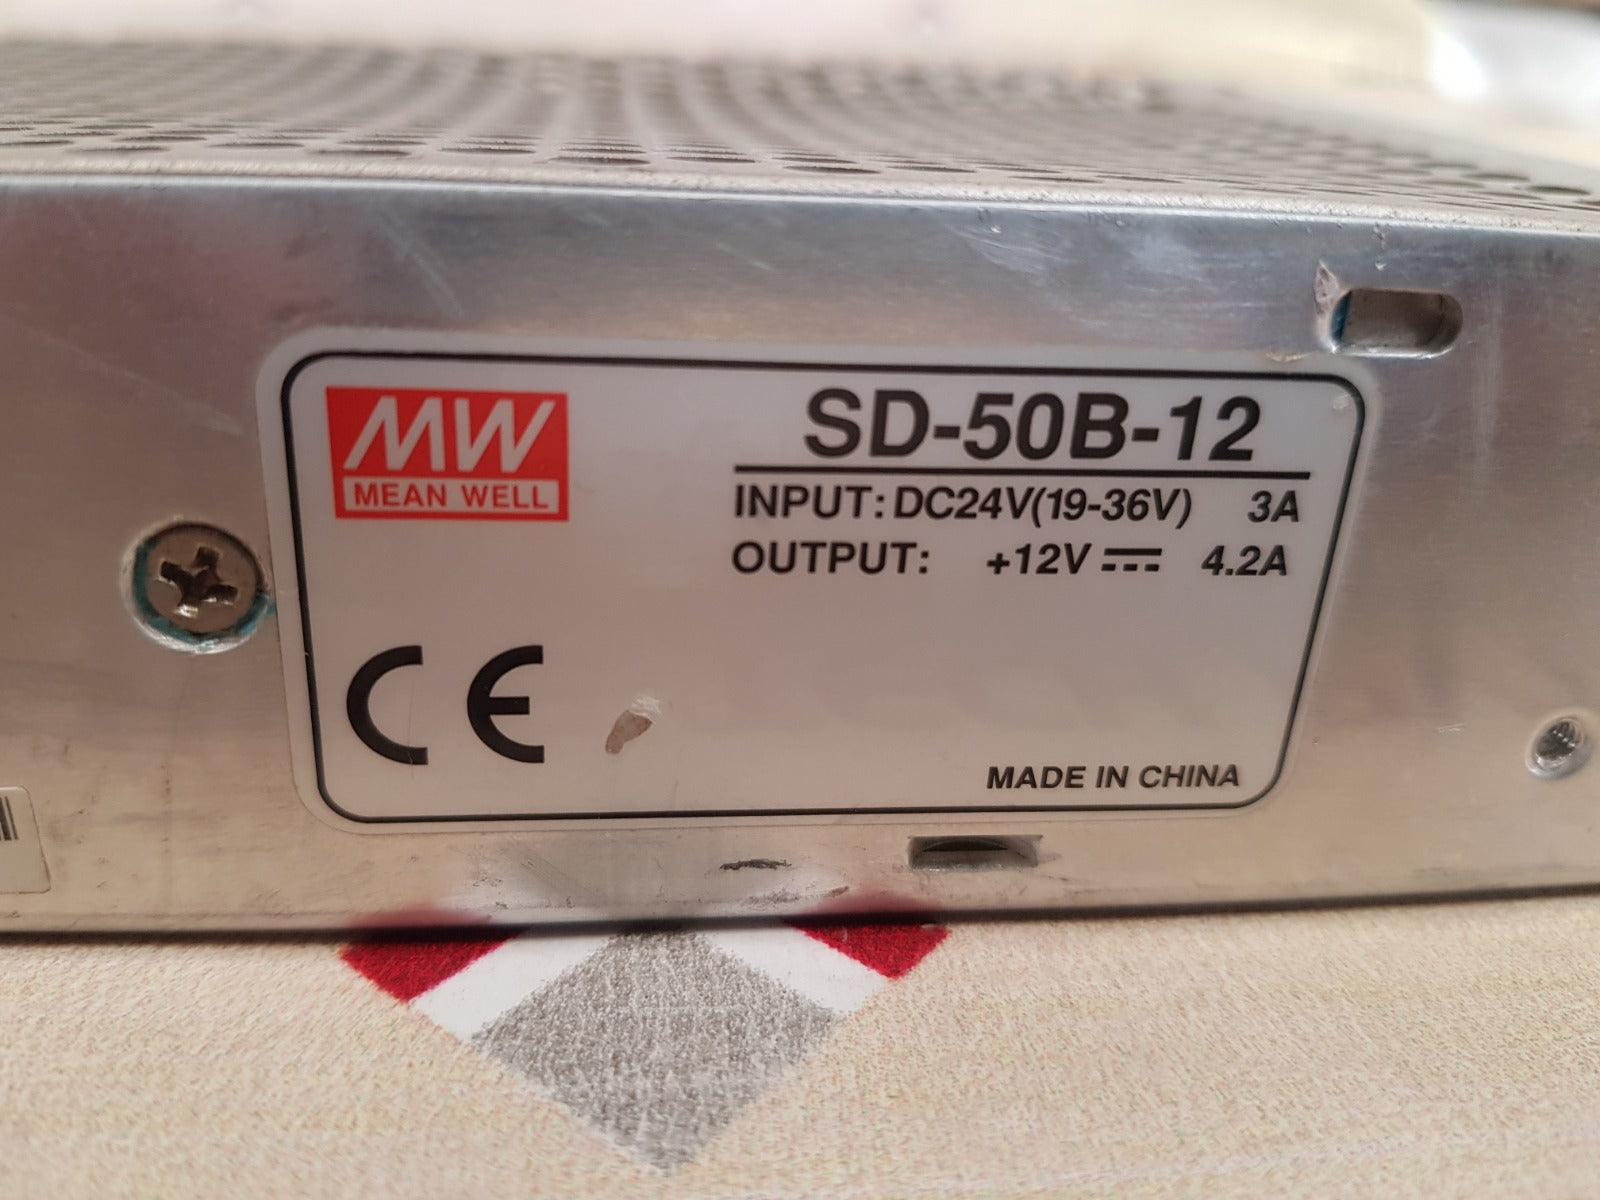 MW
MEAN WELL
SD-50B-12
INPUT: DC24V(19-36V) 3A
OUTPUT: +12V ⎓ 4.2A
CE
MADE IN CHINA